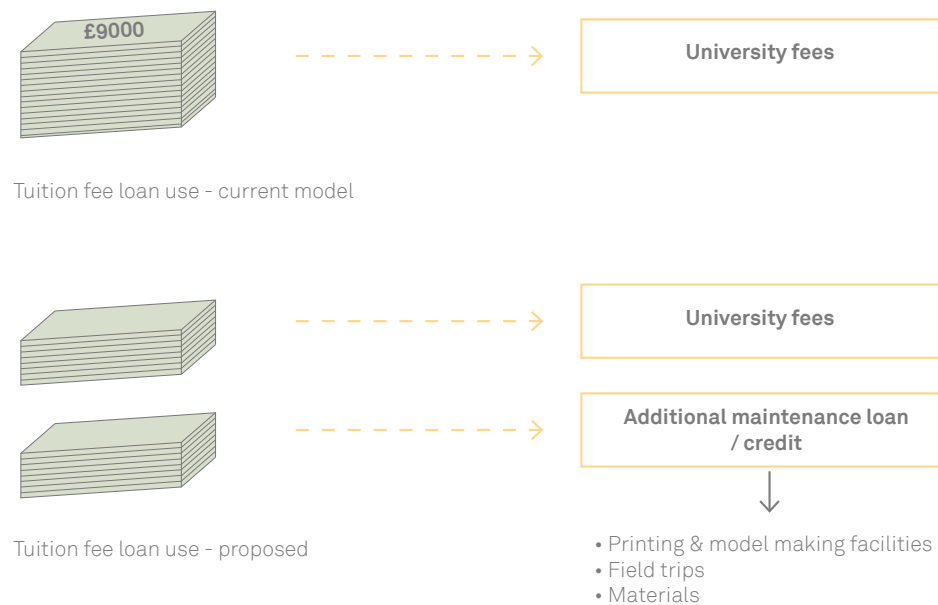 £9000
University fees
Tuition fee loan use - current model
University fees
Additional maintenance loan
/ credit
Tuition fee loan use - proposed
• Printing & model making facilities
• Field trips
• Materials